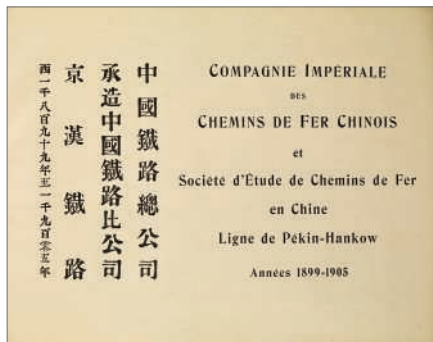 中國鐵路總公司
承造中國鐵路比公司
京漢鐵路
西一千八百九十九年至一千九百零五年
COMPAGNIE IMPÉRIALE
DES
CHEMINS DE FER CHINOIS
et
Société d'Étude de Chemins de Fer
en Chine
Ligne de Pékin-Hankow
Années 1899-1905